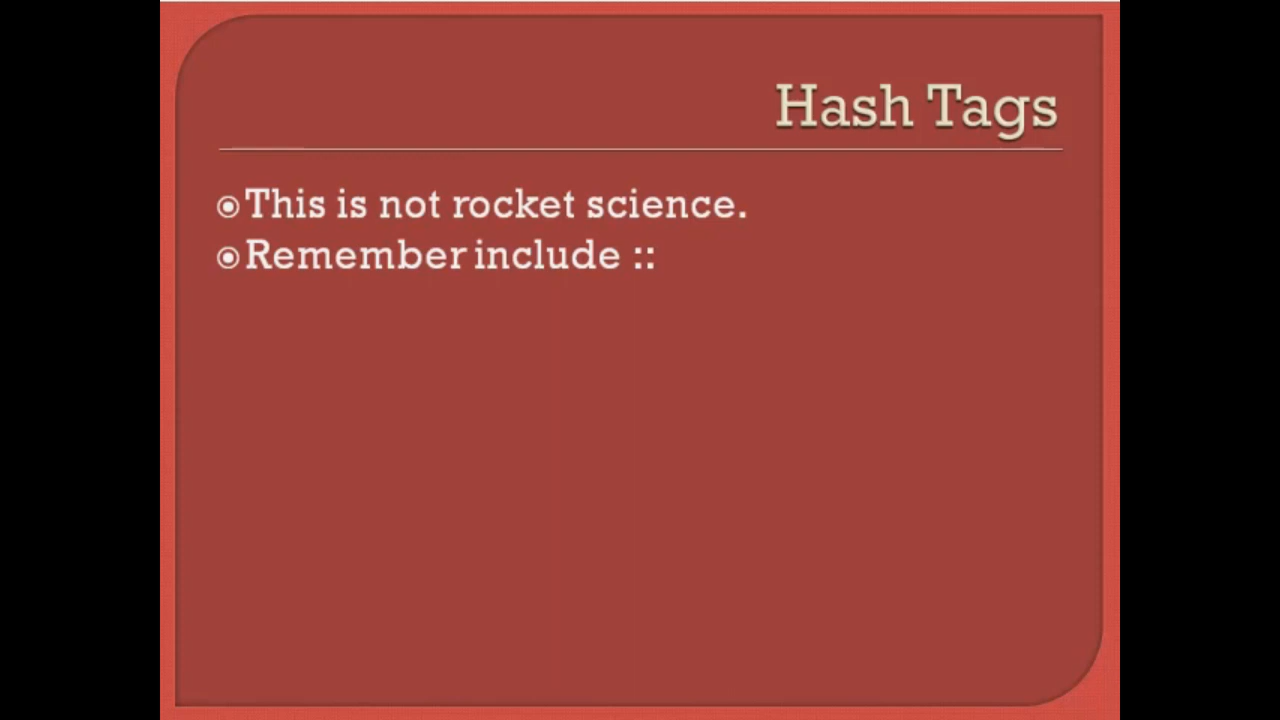 Hash Tags
This is not rocket science.
Remember include ::